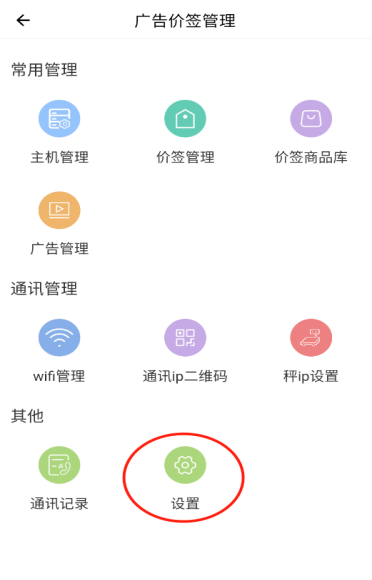 广告价签管理
常用管理
主机管理 价签管理 价签商品库
广告管理
通讯管理
wifi管理 通讯ip二维码 秤ip设置
其他
通讯记录 设置